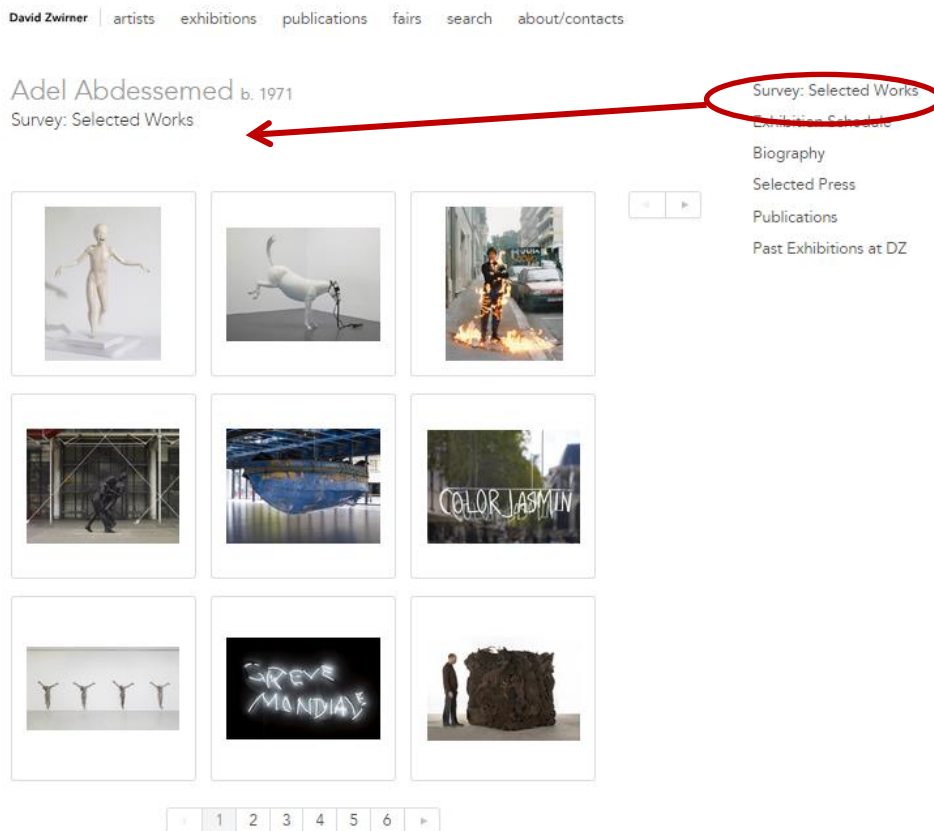 David Zwirner artists exhibitions publications fairs search about/contacts
Adel Abdessemed b. 1971
Survey: Selected Works
Survey: Selected Works
Exhibition Schedule
Biography
Selected Press
Publications
Past Exhibitions at DZ
COLOR JASMIN
GREVE
MONDIALE
1 2 3 4 5 6